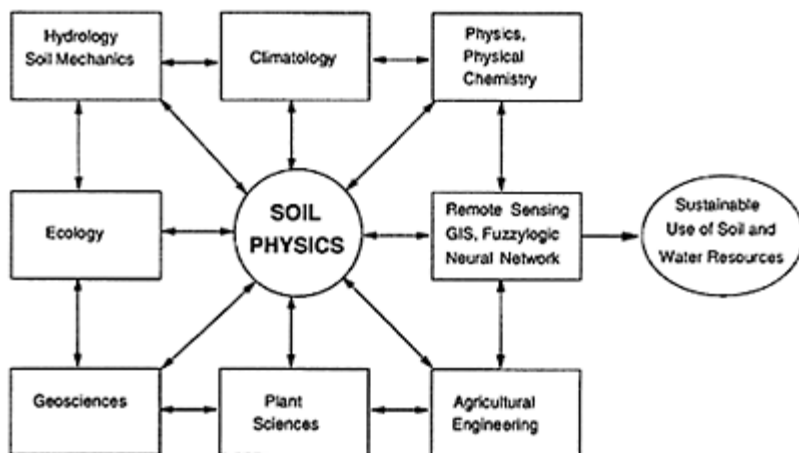 Hydrology
Soil Mechanics
Climatology
Physics,
Physical
Chemistry
Ecology
SOIL
PHYSICS
Remote Sensing
GIS, Fuzzylogic
Neural Network
Sustainable
Use of Soil and
Water Resources
Geosciences
Plant
Sciences
Agricultural
Engineering